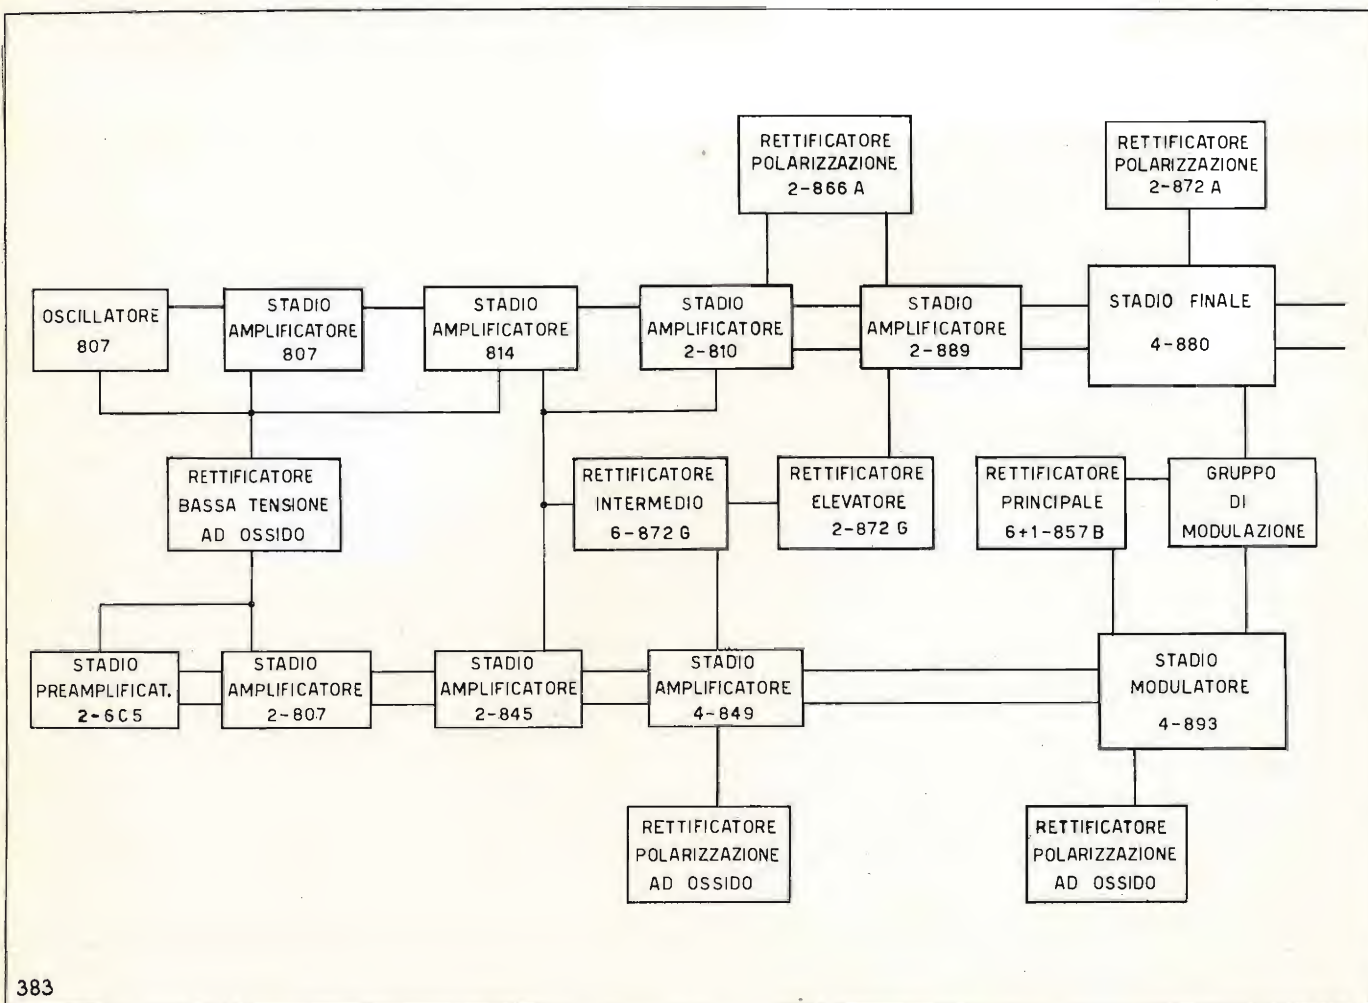 RETTIFICATORE
POLARIZZAZIONE
2-866 A
RETTIFICATORE
POLARIZZAZIONE
2-872 A
OSCILLATORE
807
STADIO
AMPLIFICATORE
807
STADIO
AMPLIFICATORE
814
STADIO
AMPLIFICATORE
2-810
STADIO
AMPLIFICATORE
2-889
STADIO FINALE
4-880
RETTIFICATORE
BASSA TENSIONE
AD OSSIDO
RETTIFICATORE
INTERMEDIO
6-872 G
RETTIFICATORE
ELEVATORE
2-872 G
RETTIFICATORE
PRINCIPALE
6+1-857 B
GRUPPO
DI
MODULAZIONE
STADIO
PREAMPLIFICAT.
2-6C5
STADIO
AMPLIFICATORE
2-807
STADIO
AMPLIFICATORE
2-845
STADIO
AMPLIFICATORE
4-849
STADIO
MODULATORE
4-893
RETTIFICATORE
POLARIZZAZIONE
AD OSSIDO
RETTIFICATORE
POLARIZZAZIONE
AD OSSIDO
383